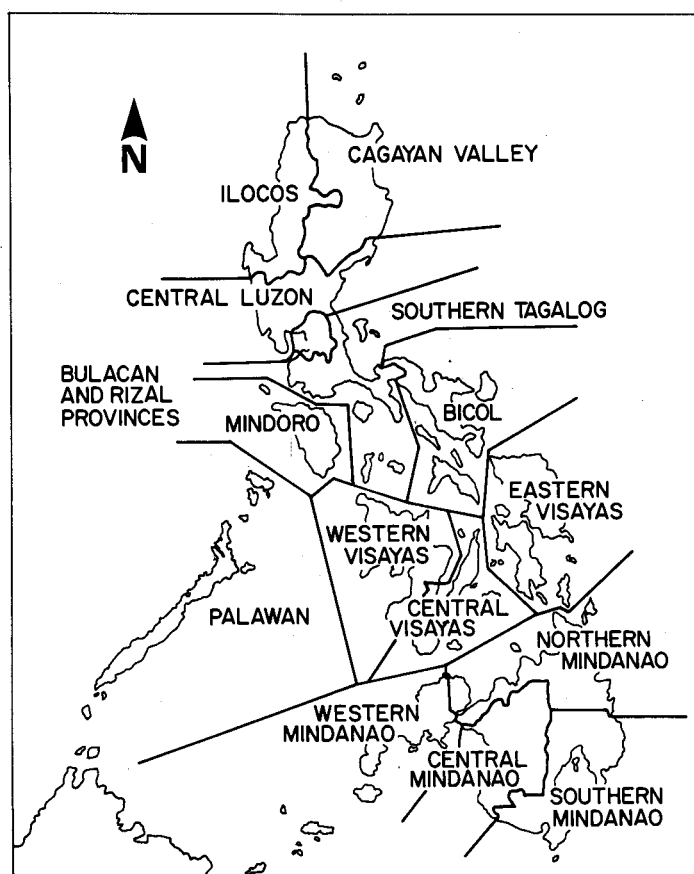 N
CAGAYAN VALLEY
ILOCOS
CENTRAL LUZON
SOUTHERN TAGALOG
BULACAN
AND RIZAL
PROVINCES
MINDORO
BICOL
EASTERN
VISAYAS
WESTERN
VISAYAS
PALAWAN
CENTRAL
VISAYAS
NORTHERN
MINDANAO
WESTERN
MINDANAO
CENTRAL
MINDANAO
SOUTHERN
MINDANAO